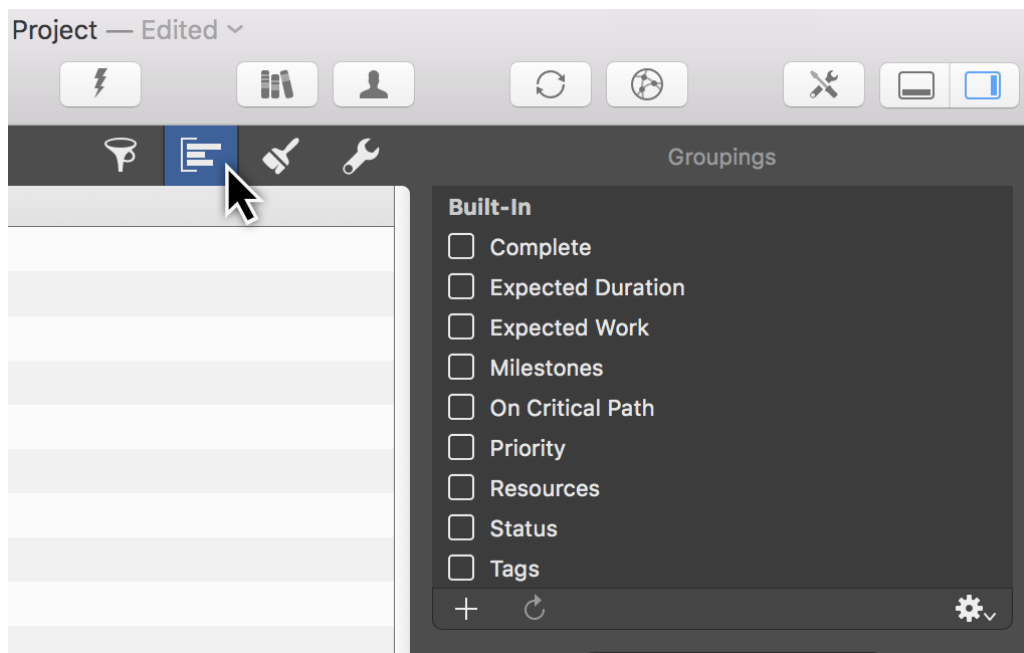 Project — Edited
Groupings
Built-In
Complete
Expected Duration
Expected Work
Milestones
On Critical Path
Priority
Resources
Status
Tags